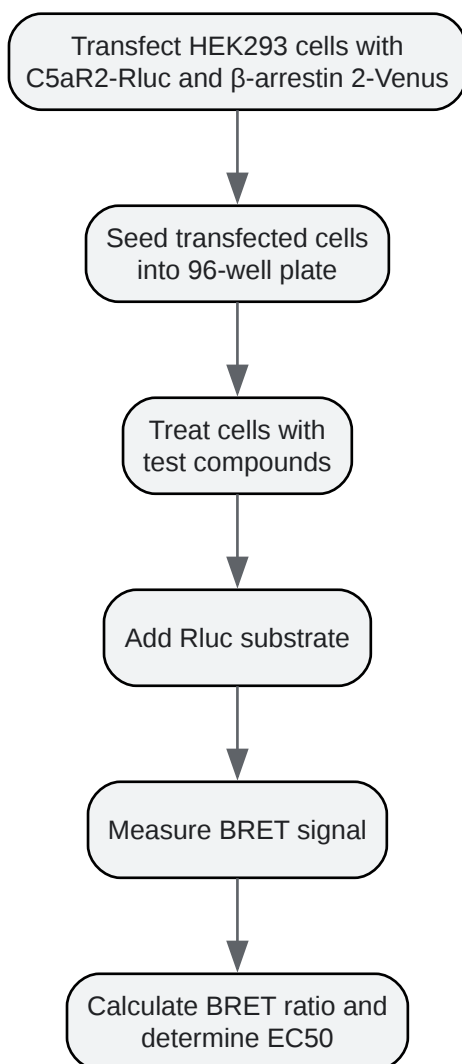 Transfect HEK293 cells with
C5aR2-Rluc and β-arrestin 2-Venus
Seed transfected cells
into 96-well plate
Treat cells with
test compounds
Add Rluc substrate
Measure BRET signal
Calculate BRET ratio and
determine EC50